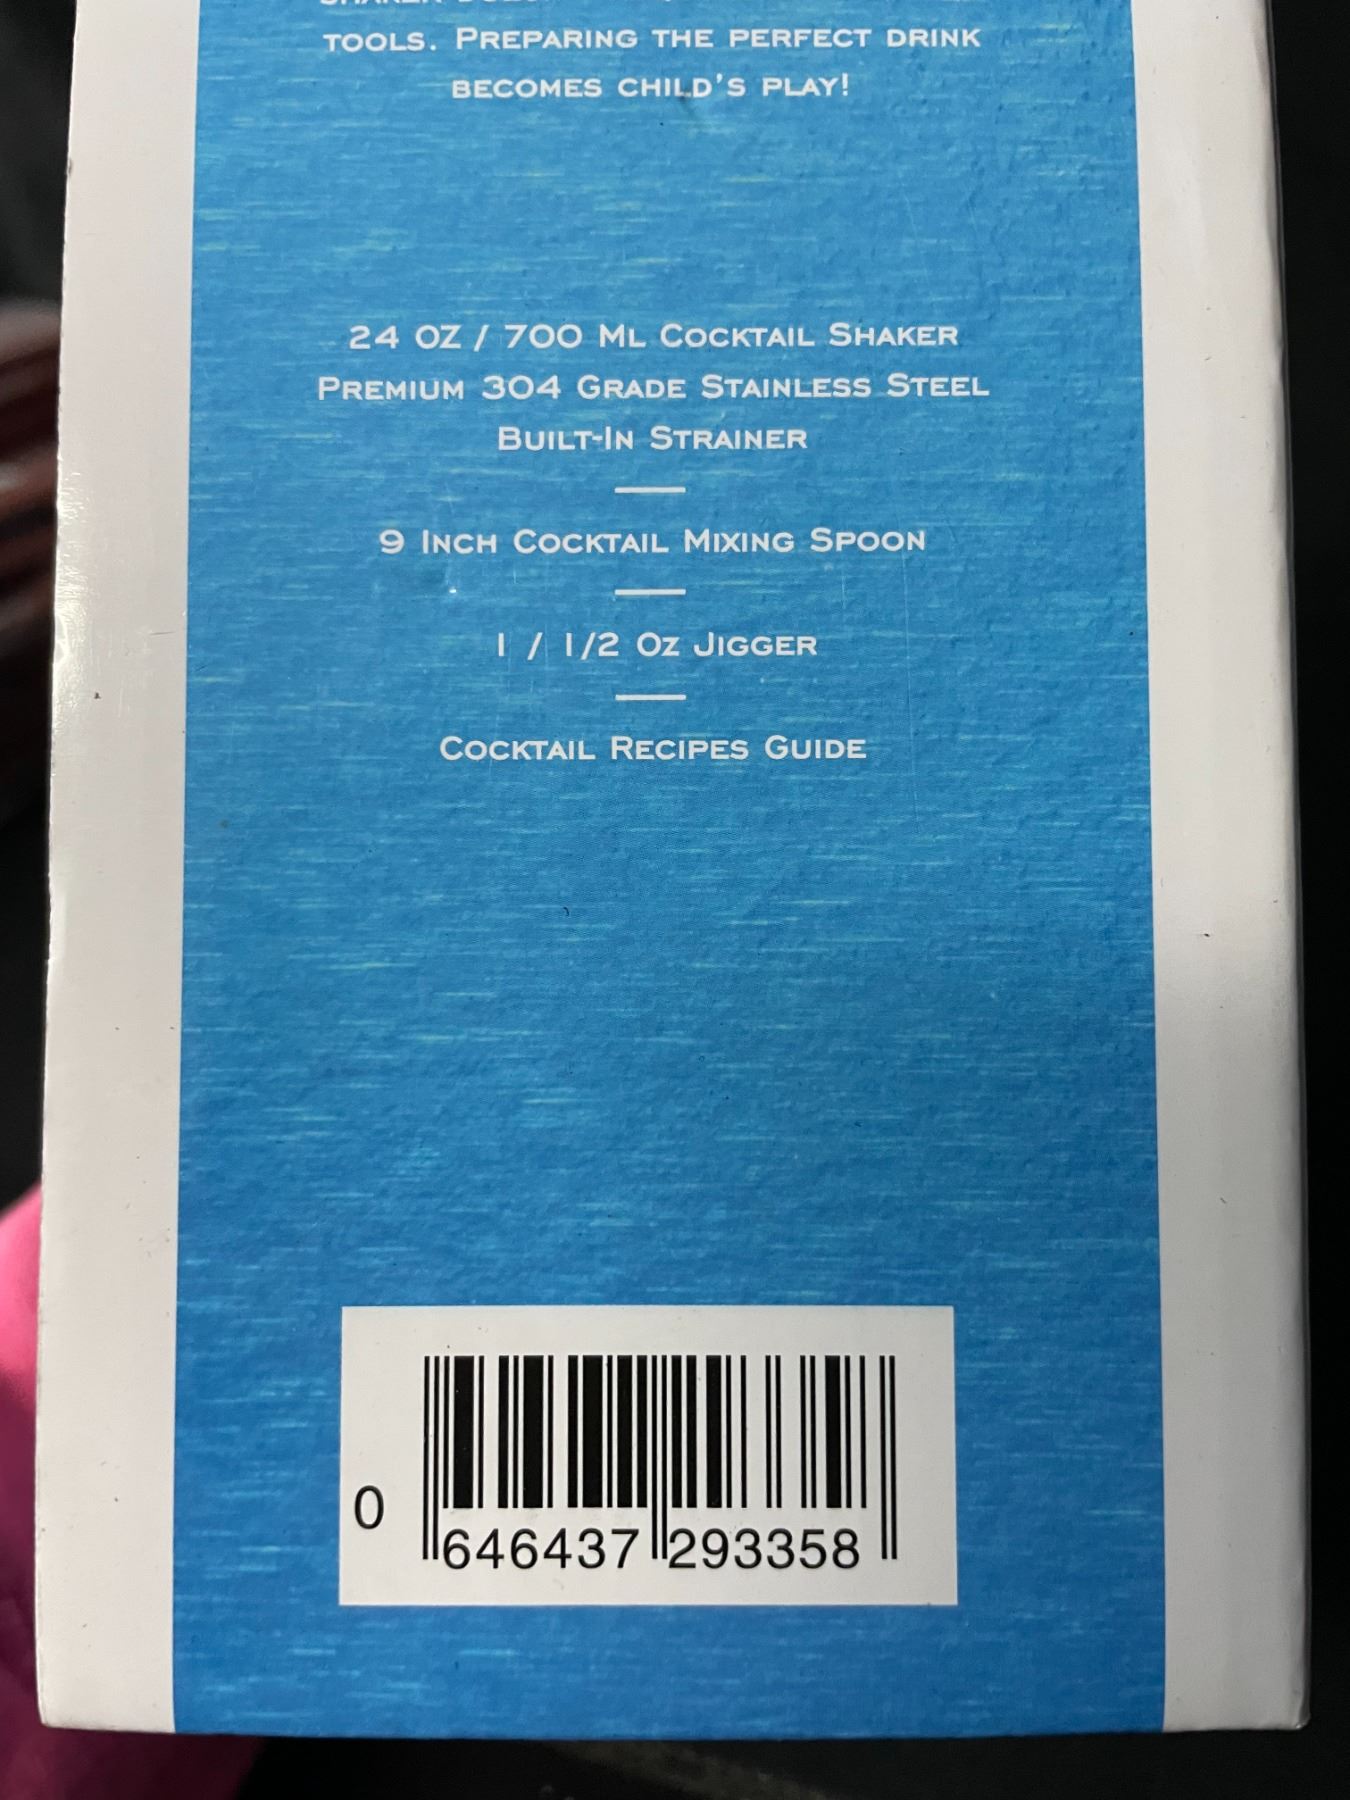 SHAKER
TOOLS. PREPARING THE PERFECT DRINK
BECOMES CHILD'S PLAY!
24 OZ / 700 ML COCKTAIL SHAKER
PREMIUM 304 GRADE STAINLESS STEEL
BUILT-IN STRAINER
9 INCH COCKTAIL MIXING SPOON
1 / 1/2 OZ JIGGER
COCKTAIL RECIPES GUIDE
0 646437 293358